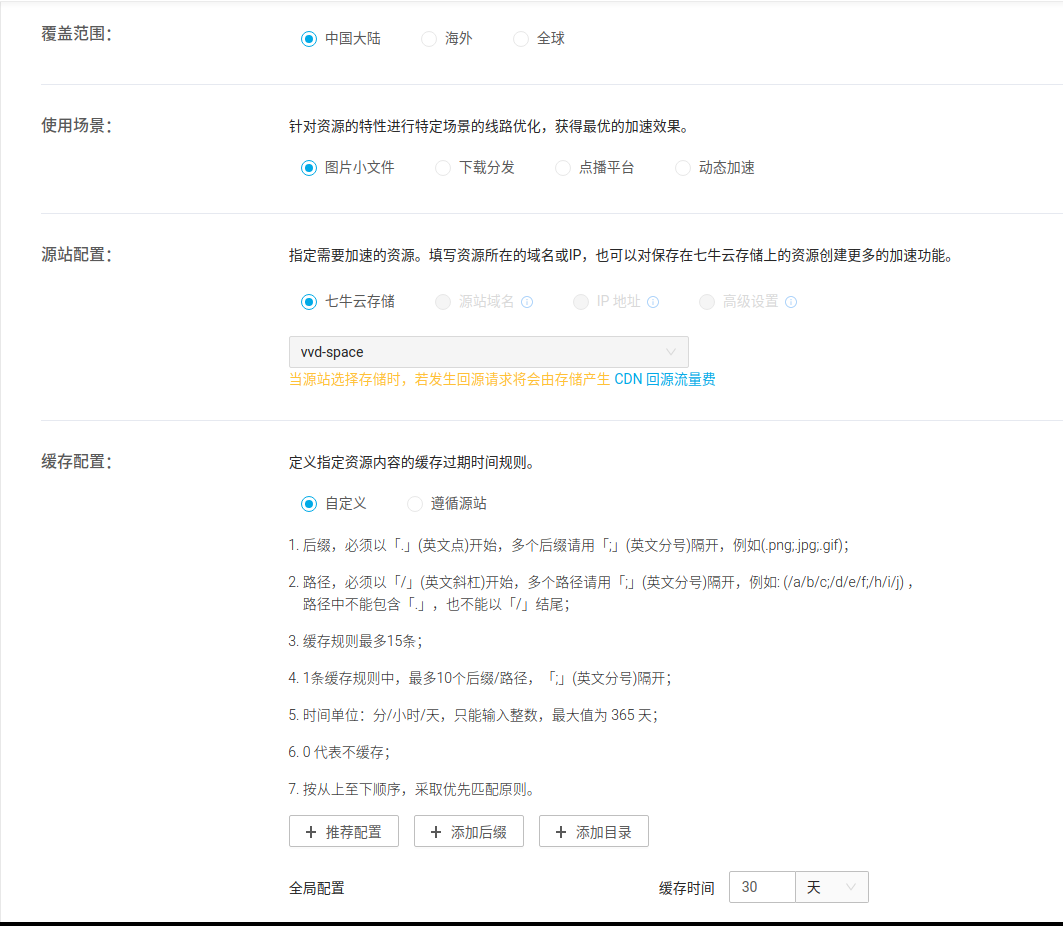 覆盖范围：
中国大陆 海外 全球
使用场景：
针对资源的特性进行特定场景的线路优化，获得最优的加速效果。
图片小文件 下载分发 点播平台 动态加速
源站配置：
指定需要加速的资源。填写资源所在的域名或IP，也可以对保存在七牛云存储上的资源创建更多的加速功能。
七牛云存储 源站域名 IP 地址 高级设置
vvd-space
当源站选择存储时，若发生回源请求将会由存储产生 CDN 回源流量费
缓存配置：
定义指定资源内容的缓存过期时间规则。
自定义 遵循源站
1. 后缀，必须以「.」(英文点)开始，多个后缀请用「;」(英文分号)隔开，例如(.png;.jpg;.gif)；
2. 路径，必须以「/」(英文斜杠)开始，多个路径请用「;」(英文分号)隔开，例如: (/a/b/c;/d/e/f;/h/i/j) ，
路径中不能包含「.」，也不能以「/」结尾；
3. 缓存规则最多15条；
4. 1条缓存规则中，最多10个后缀/路径，「;」(英文分号)隔开；
5. 时间单位：分/小时/天，只能输入整数，最大值为 365 天；
6. 0 代表不缓存；
7. 按从上至下顺序，采取优先匹配原则。
+ 推荐配置 + 添加后缀 + 添加目录
全局配置 缓存时间 30 天